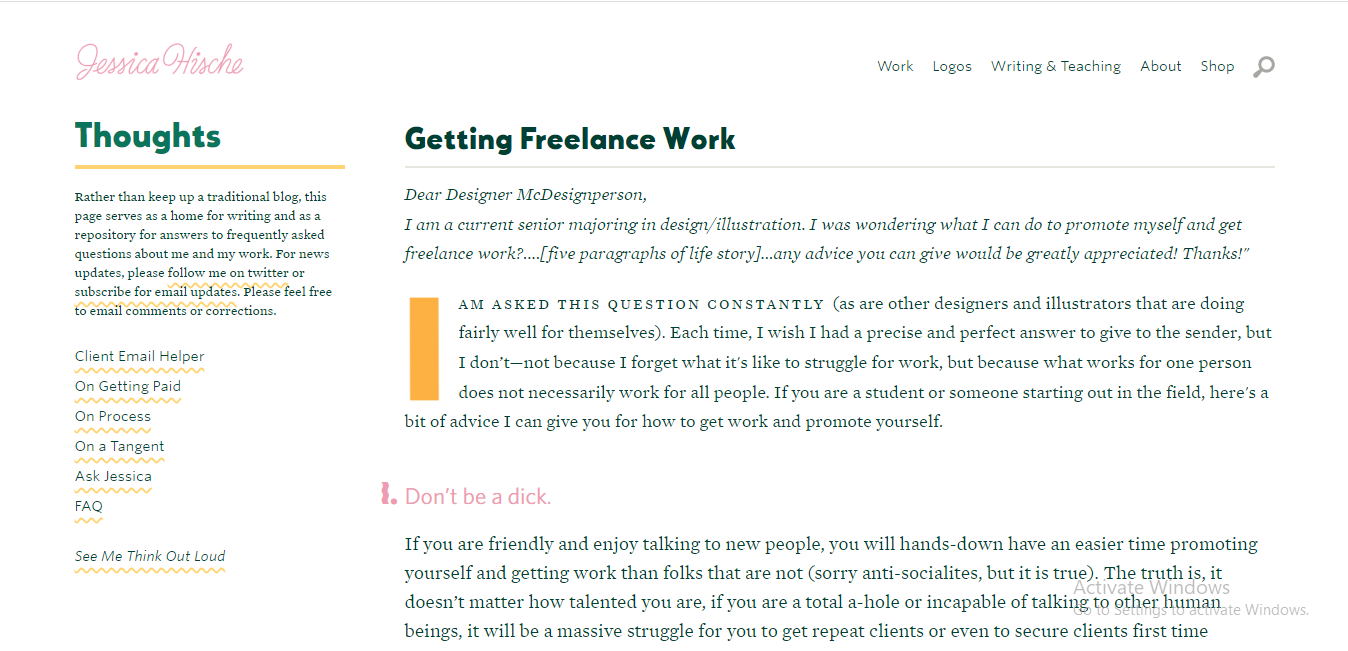 Jessica Hische
Work Logos Writing & Teaching About Shop
Thoughts
Rather than keep up a traditional blog, this
page serves as a home for writing and as a
repository for answers to frequently asked
questions about me and my work. For news
updates, please follow me on twitter or
subscribe for email updates. Please feel free
to email comments or corrections.
Client Email Helper
On Getting Paid
On Process
On a Tangent
Ask Jessica
FAQ
See Me Think Out Loud
Getting Freelance Work
Dear Designer McDesignperson,
I am a current senior majoring in design/illustration. I was wondering what I can do to promote myself and get
freelance work?....[five paragraphs of life story]...any advice you can give would be greatly appreciated! Thanks!"
I AM ASKED THIS QUESTION CONSTANTLY (as are other designers and illustrators that are doing
fairly well for themselves). Each time, I wish I had a precise and perfect answer to give to the sender, but
I don’t—not because I forget what it's like to struggle for work, but because what works for one person
does not necessarily work for all people. If you are a student or someone starting out in the field, here's a
bit of advice I can give you for how to get work and promote yourself.
1. Don’t be a dick.
If you are friendly and enjoy talking to new people, you will hands-down have an easier time promoting
yourself and getting work than folks that are not (sorry anti-socialites, but it is true). The truth is, it
doesn’t matter how talented you are, if you are a total a-hole or incapable of talking to other human
beings, it will be a massive struggle for you to get repeat clients or even to secure clients first time
Activate Windows
Go to Settings to activate Windows.